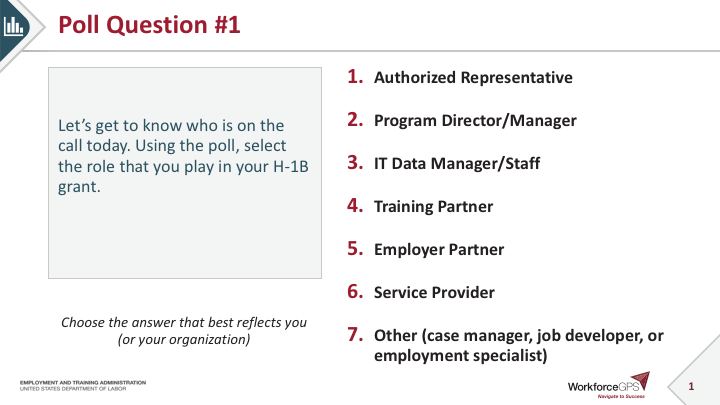 Poll Question #1
Let’s get to know who is on the
call today. Using the poll, select
the role that you play in your H-1B
grant.
Choose the answer that best reflects you
(or your organization)
1. Authorized Representative
2. Program Director/Manager
3. IT Data Manager/Staff
4. Training Partner
5. Employer Partner
6. Service Provider
7. Other (case manager, job developer, or
employment specialist)
EMPLOYMENT AND TRAINING ADMINISTRATION
UNITED STATES DEPARTMENT OF LABOR
WorkforceGPS
Navigate to Success
1